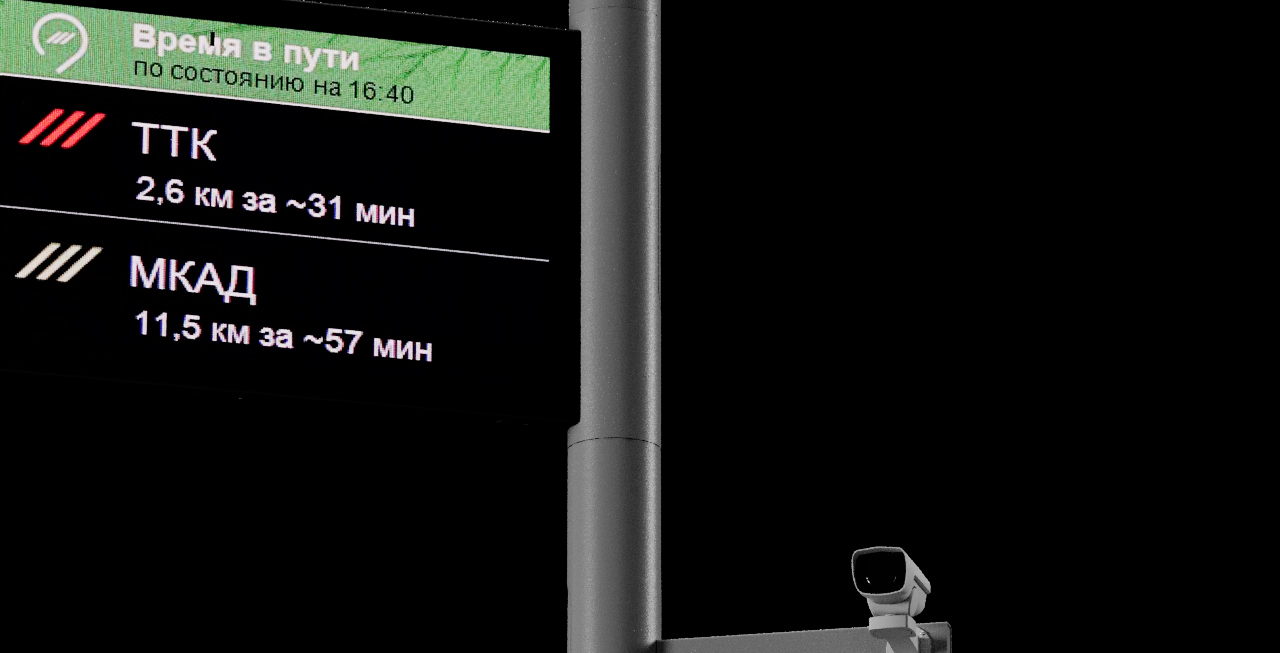 Время в пути
по состоянию на 16:40
ТТК
2,6 км за ~31 мин
МКАД
11,5 км за ~57 мин